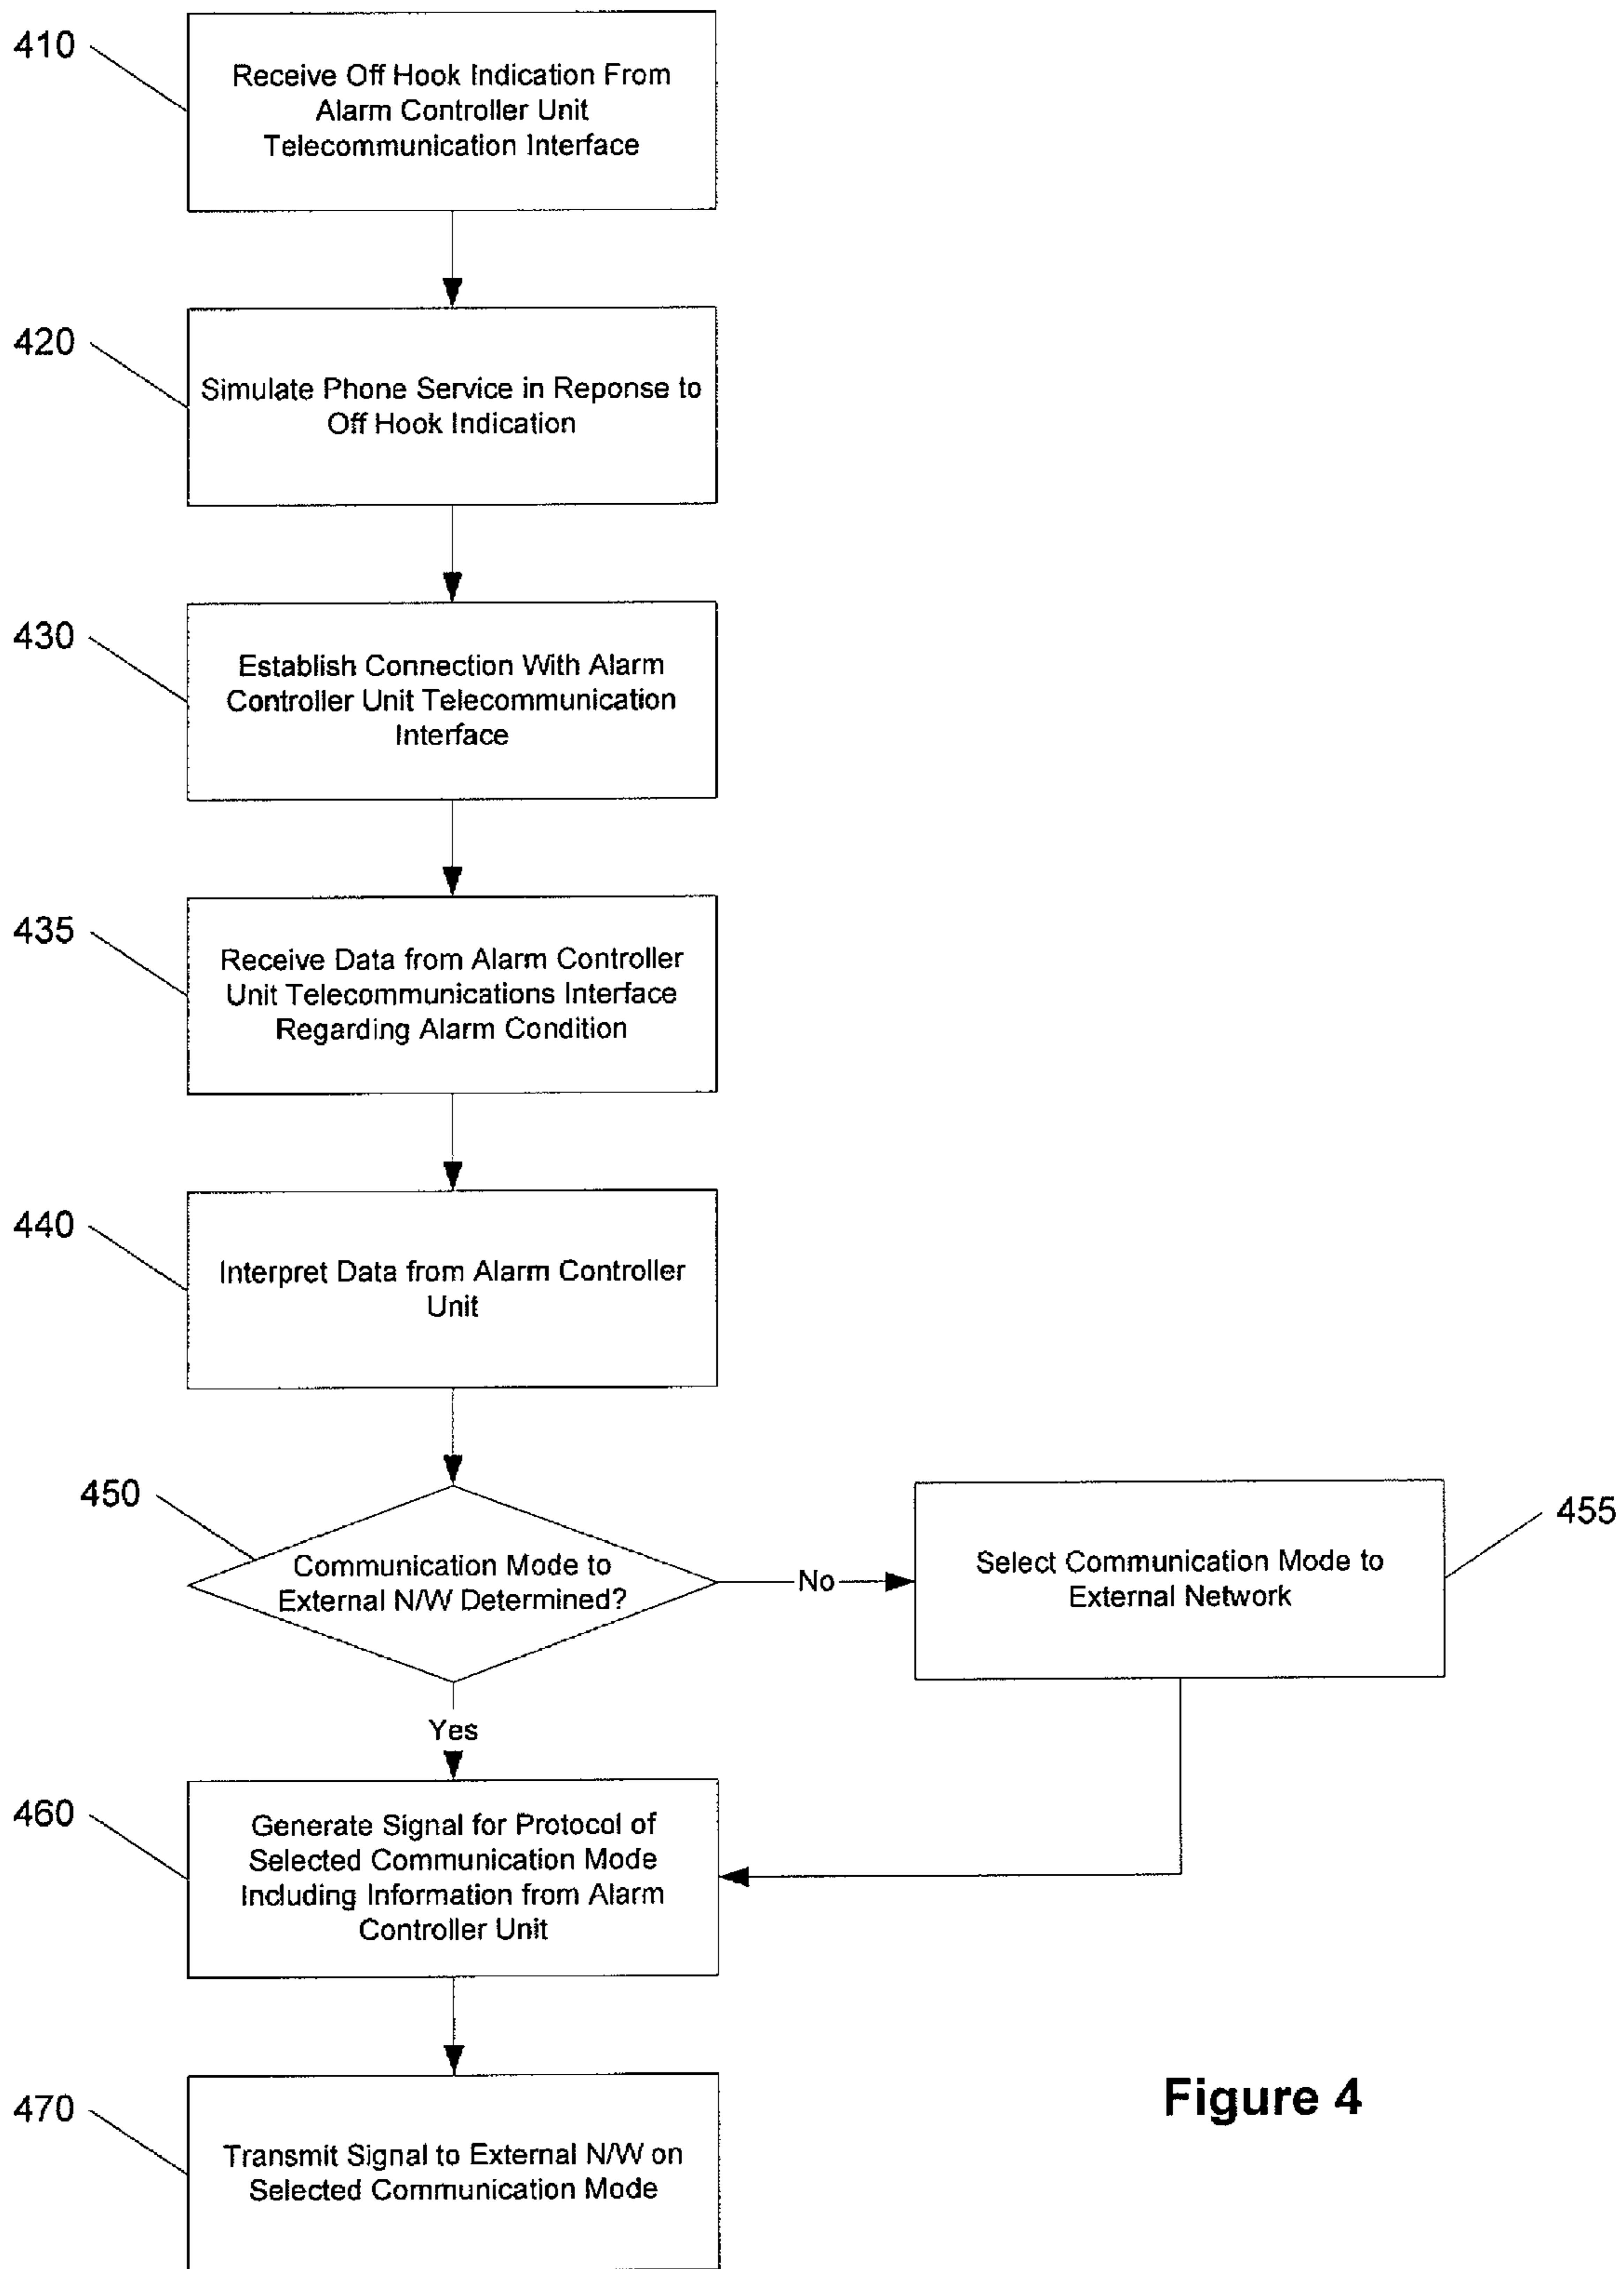 410
Receive Off Hook Indication From
Alarm Controller Unit
Telecommunication Interface
420
Simulate Phone Service in Reponse to
Off Hook Indication
430
Establish Connection With Alarm
Controller Unit Telecommunication
Interface
435
Receive Data from Alarm Controller
Unit Telecommunications Interface
Regarding Alarm Condition
440
Interpret Data from Alarm Controller
Unit
450
Communication Mode to
External N/W Determined?
No
455
Select Communication Mode to
External Network
Yes
460
Generate Signal for Protocol of
Selected Communication Mode
Including Information from Alarm
Controller Unit
470
Transmit Signal to External N/W on
Selected Communication Mode
Figure 4